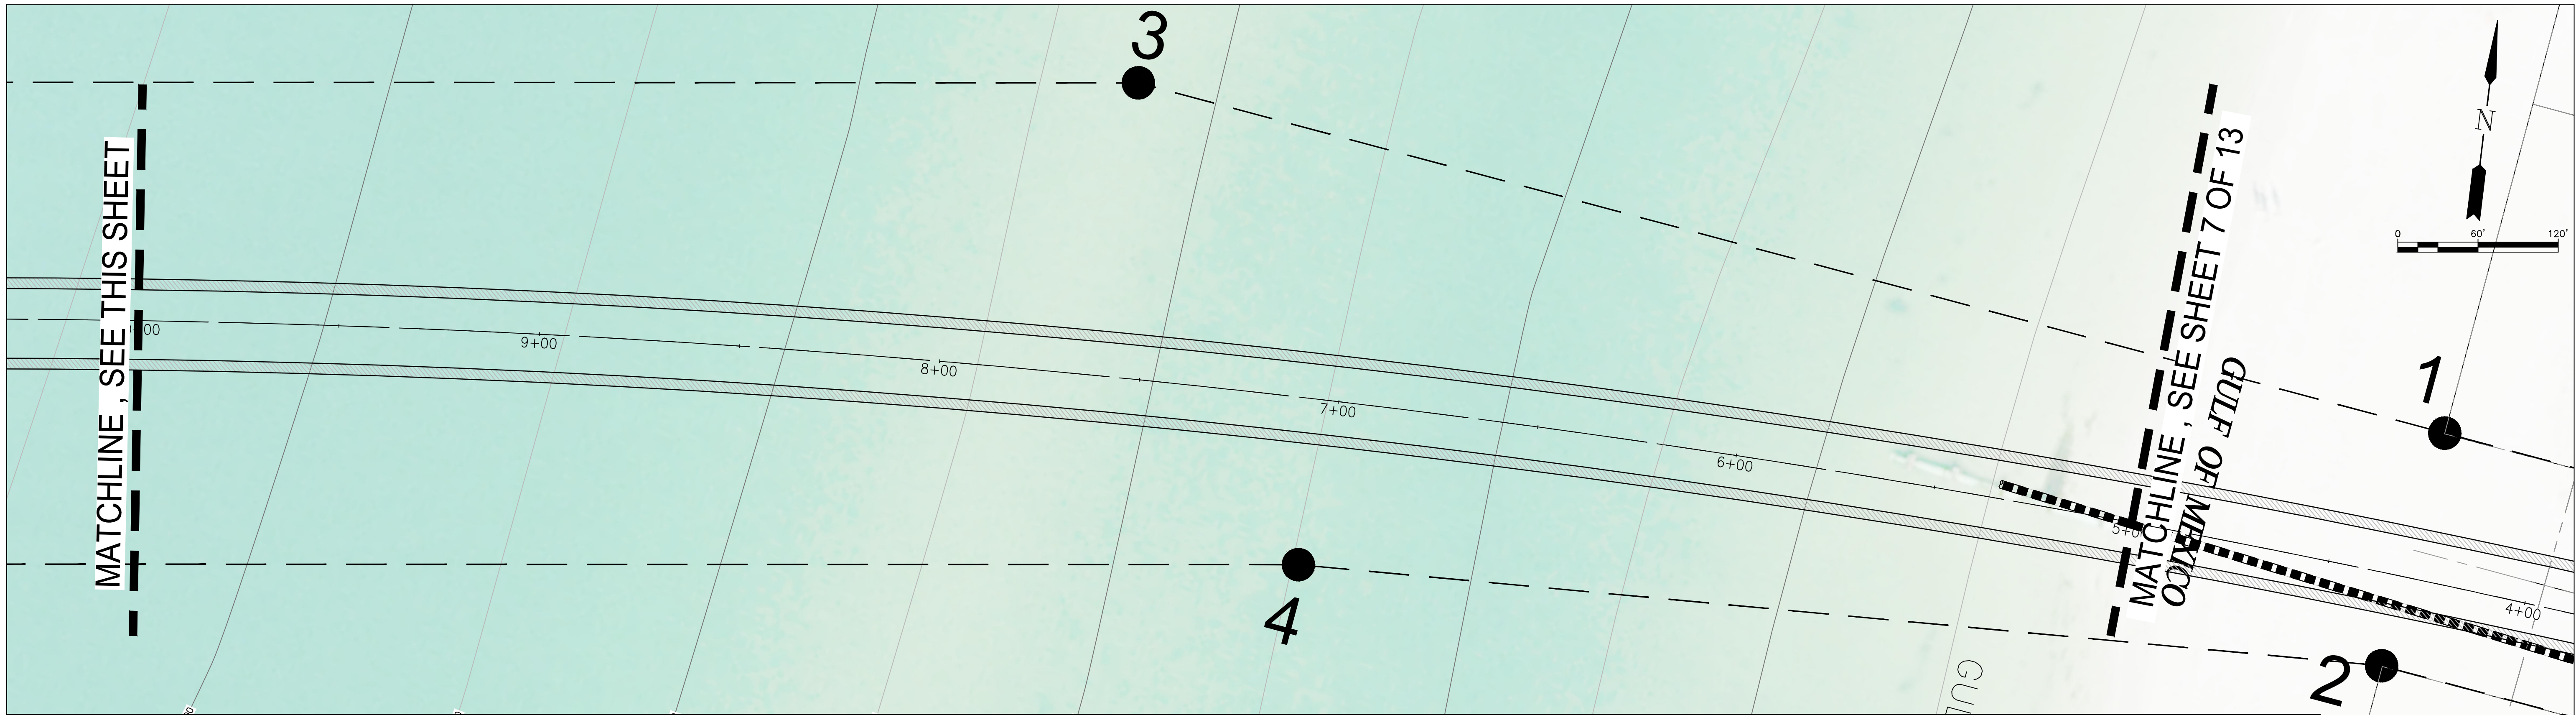 3
N
0 60' 120'
MATCHLINE , SEE THIS SHEET
MATCHLINE , SEE SHEET 7 OF 13
GULF OF MEXICO
9+00
8+00
7+00
6+00
5+00
4+00
1
4
2
GUL